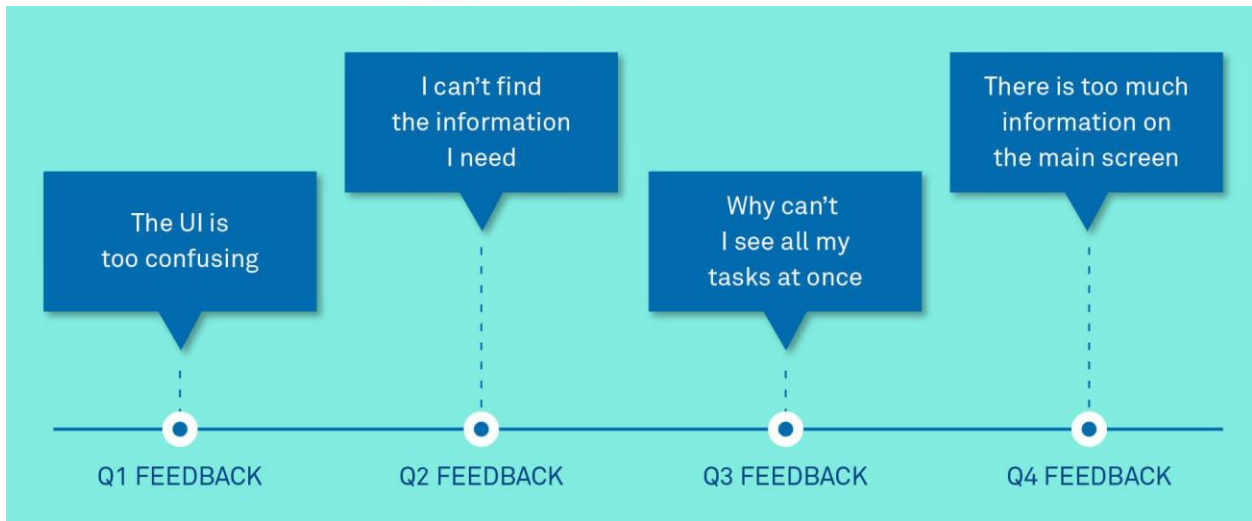 The UI is
too confusing
I can’t find
the information
I need
Why can’t
I see all my
tasks at once
There is too much
information on
the main screen
Q1 FEEDBACK
Q2 FEEDBACK
Q3 FEEDBACK
Q4 FEEDBACK